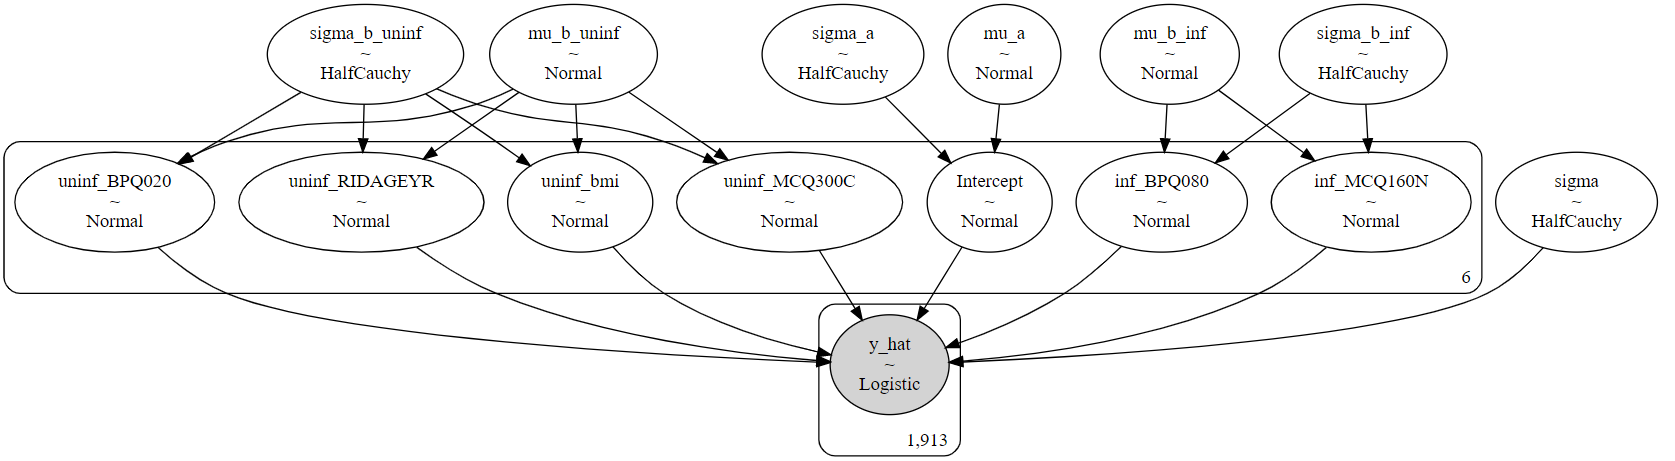 sigma_b_uninf
~
HalfCauchy
mu_b_uninf
~
Normal
sigma_a
~
HalfCauchy
mu_a
~
Normal
mu_b_inf
~
Normal
sigma_b_inf
~
HalfCauchy
uninf_BPQ020
~
Normal
uninf_RIDAGEYR
~
Normal
uninf_bmi
~
Normal
uninf_MCQ300C
~
Normal
Intercept
~
Normal
inf_BPQ080
~
Normal
inf_MCQ160N
~
Normal
sigma
~
HalfCauchy
6
y_hat
~
Logistic
1,913